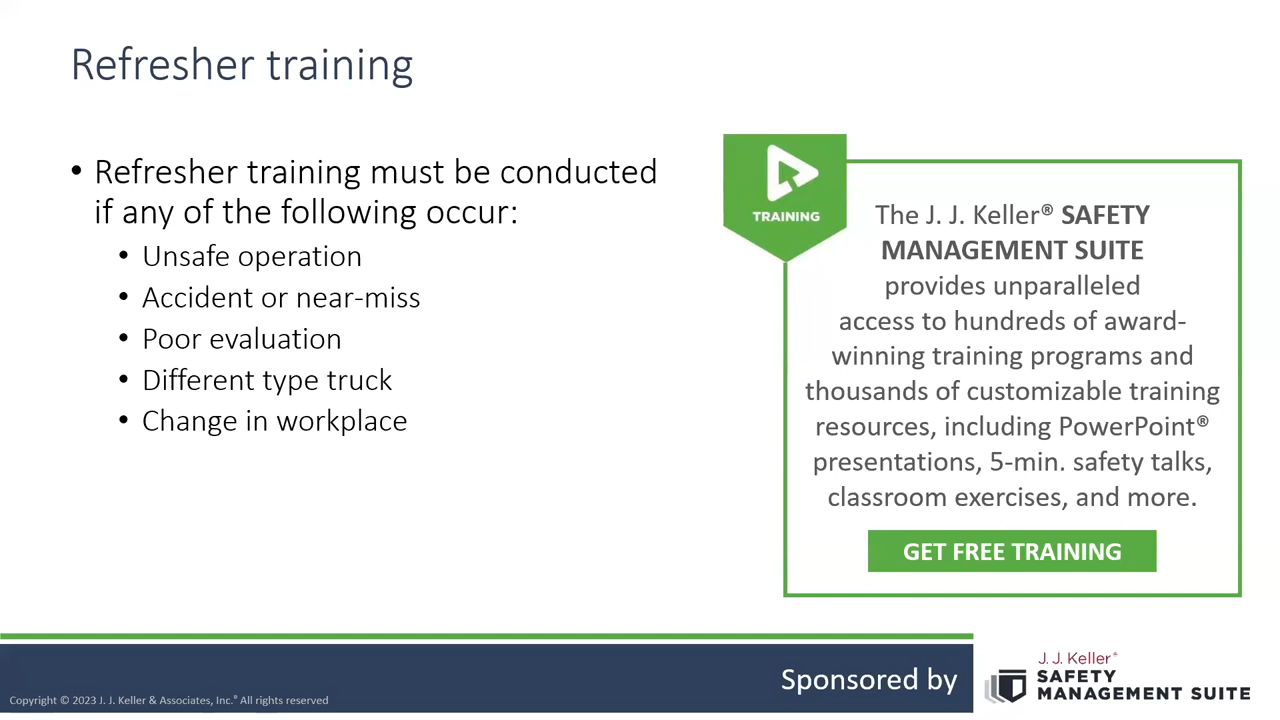 Refresher training
• Refresher training must be conducted
if any of the following occur:
• Unsafe operation
• Accident or near-miss
• Poor evaluation
• Different type truck
• Change in workplace
TRAINING
The J. J. Keller® SAFETY
MANAGEMENT SUITE
provides unparalleled
access to hundreds of award-
winning training programs and
thousands of customizable training
resources, including PowerPoint®
presentations, 5-min. safety talks,
classroom exercises, and more.
GET FREE TRAINING
Sponsored by
J. J. Keller®
SAFETY
MANAGEMENT SUITE
Copyright © 2023 J. J. Keller & Associates, Inc.® All rights reserved